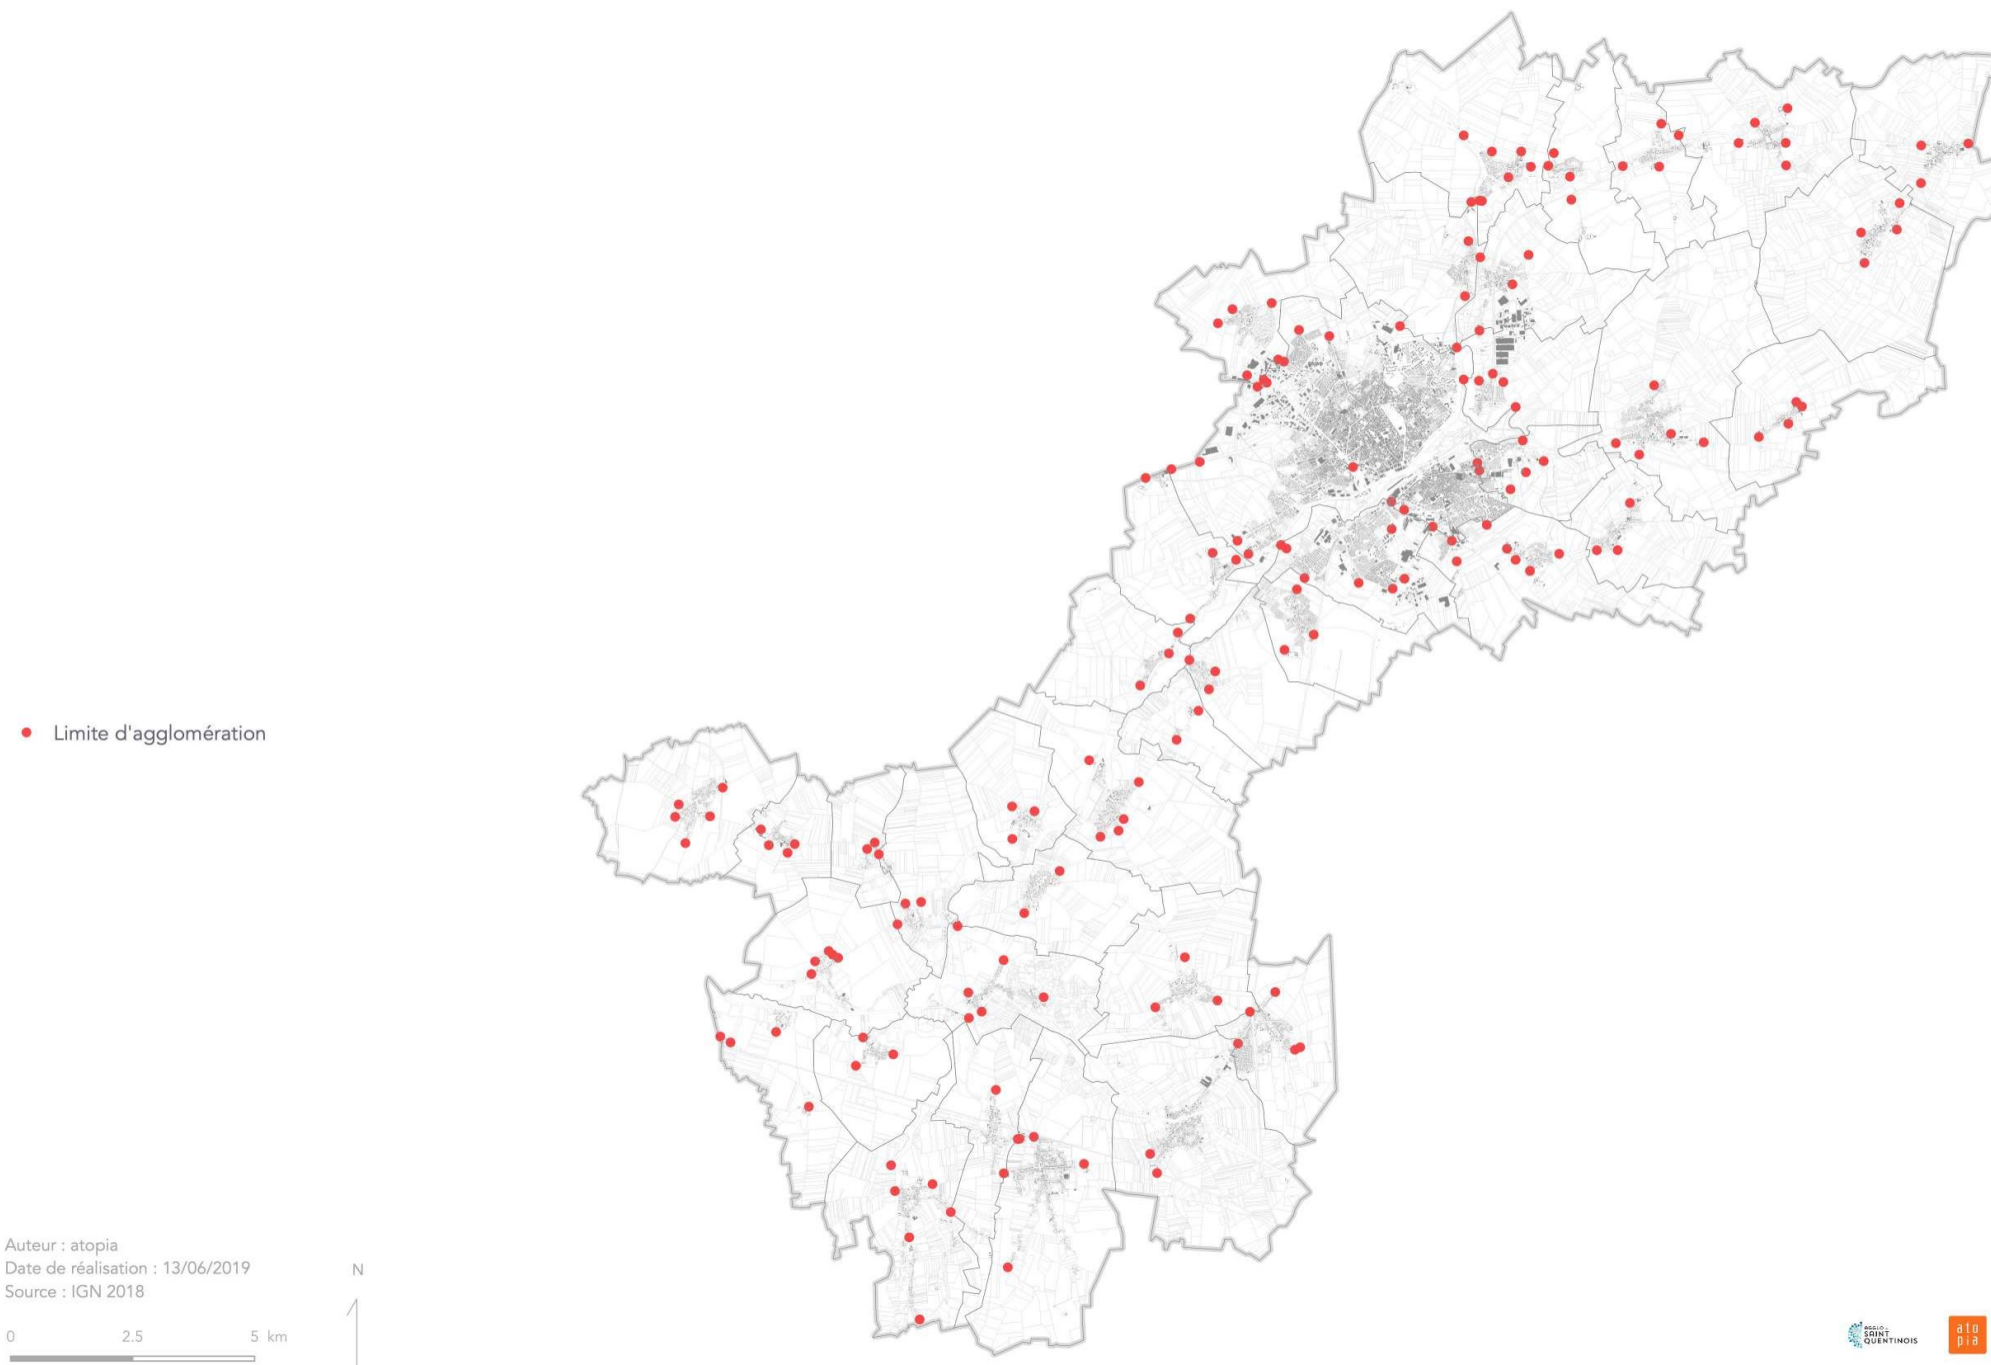 Limite d'agglomération
Auteur : atopia
Date de réalisation : 13/06/2019
Source : IGN 2018
N
0 2.5 5 km
AGGLO
SAINT
QUENTINOIS
ato
pia